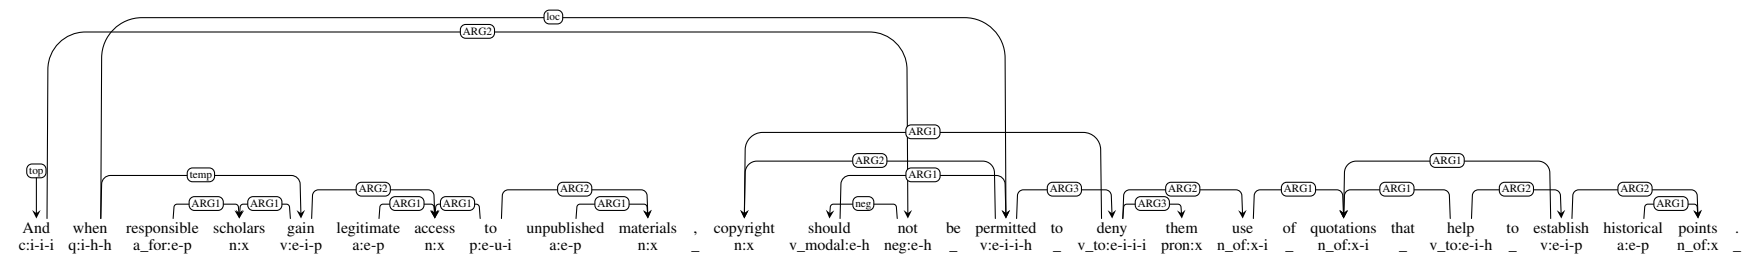 loc
ARG2
ARG1
top ARG2
temp ARG1
ARG1
ARG2 ARG2 ARG3 ARG2 ARG1 ARG1 ARG2 ARG2
ARG1 ARG1 ARG1 ARG1 ARG1 neg ARG3 ARG1
And when responsible scholars gain legitimate access to unpublished materials , copyright should not be permitted to deny them use of quotations that help to establish historical points .
c:i-i-i q:i-h-h a_for:e-p n:x v:e-i-p a:e-p n:x p:e-u-i a:e-p n:x _ n:x v_modal:e-h neg:e-h _ v:e-i-i-h _ v_to:e-i-i-i pron:x n_of:x-i _ n_of:x-i _ v_to:e-i-h _ v:e-i-p a:e-p n_of:x _